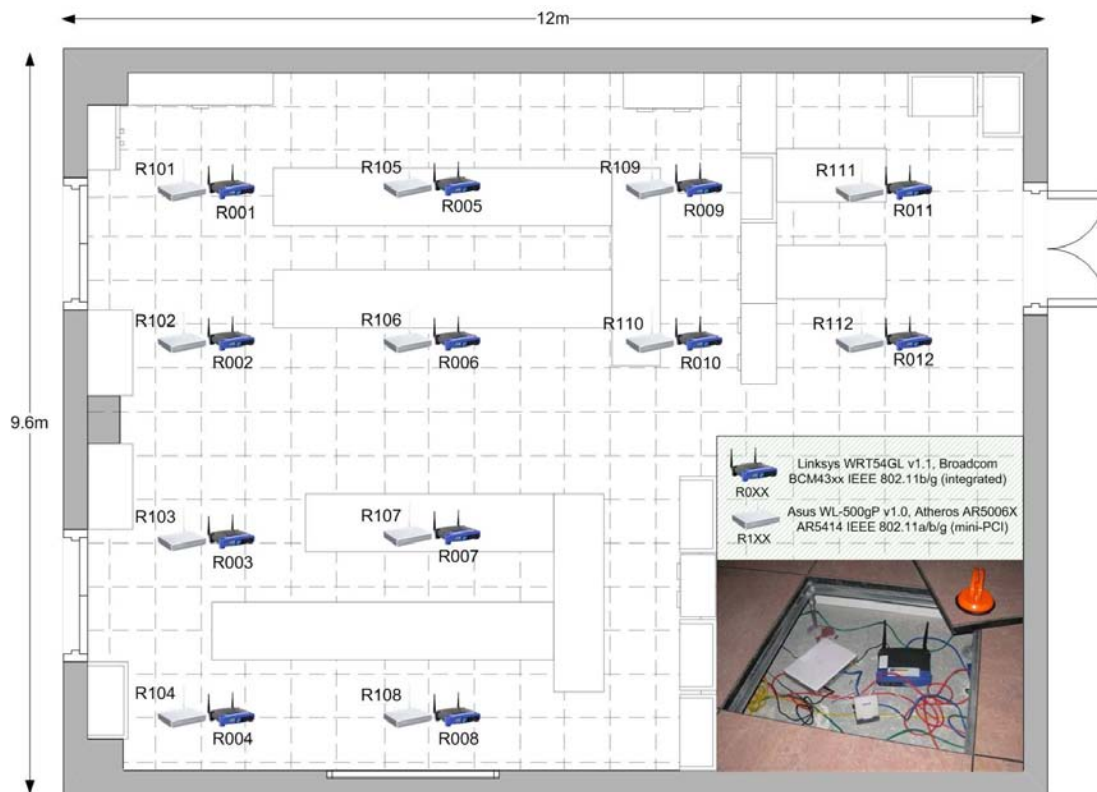 12m
9.6m
R101
R001
R105
R005
R109
R009
R111
R011
R102
R002
R106
R006
R110
R010
R112
R012
R103
R003
R107
R007
R104
R004
R108
R008
Linksys WRT54GL v1.1, Broadcom
BCM43xx IEEE 802.11b/g (integrated)
R0XX
Asus WL-500gP v1.0, Atheros AR5006X
AR5414 IEEE 802.11a/b/g (mini-PCI)
R1XX